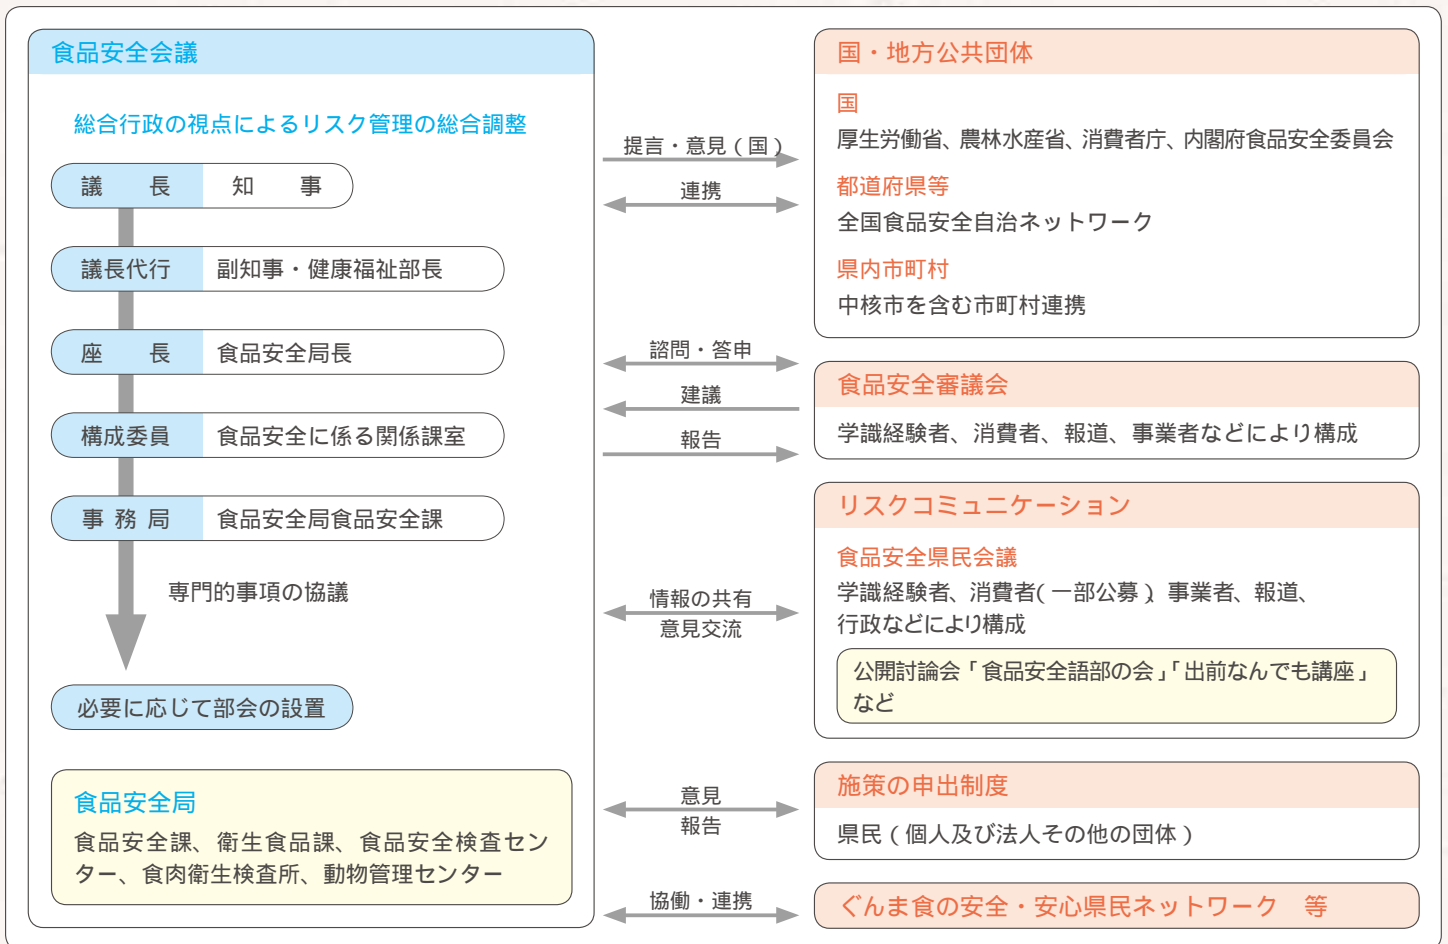 食品安全会議
総合行政の視点によるリスク管理の総合調整
議　長　知　事
議長代行　副知事・健康福祉部長
座　長　食品安全局長
構成委員　食品安全に係る関係課室
事 務 局　食品安全局食品安全課
専門的事項の協議
必要に応じて部会の設置
食品安全局
食品安全課、衛生食品課、食品安全検査セン
ター、食肉衛生検査所、動物管理センター
提言・意見（国）
連携
諮問・答申
建議
報告
情報の共有
意見交流
意見
報告
協働・連携
国・地方公共団体
国
厚生労働省、農林水産省、消費者庁、内閣府食品安全委員会
都道府県等
全国食品安全自治ネットワーク
県内市町村
中核市を含む市町村連携
食品安全審議会
学識経験者、消費者、報道、事業者などにより構成
リスクコミュニケーション
食品安全県民会議
学識経験者、消費者（一部公募）、事業者、報道、
行政などにより構成
公開討論会「食品安全語部の会」「出前なんでも講座」
など
施策の申出制度
県民（個人及び法人その他の団体）
ぐんま食の安全・安心県民ネットワーク　等